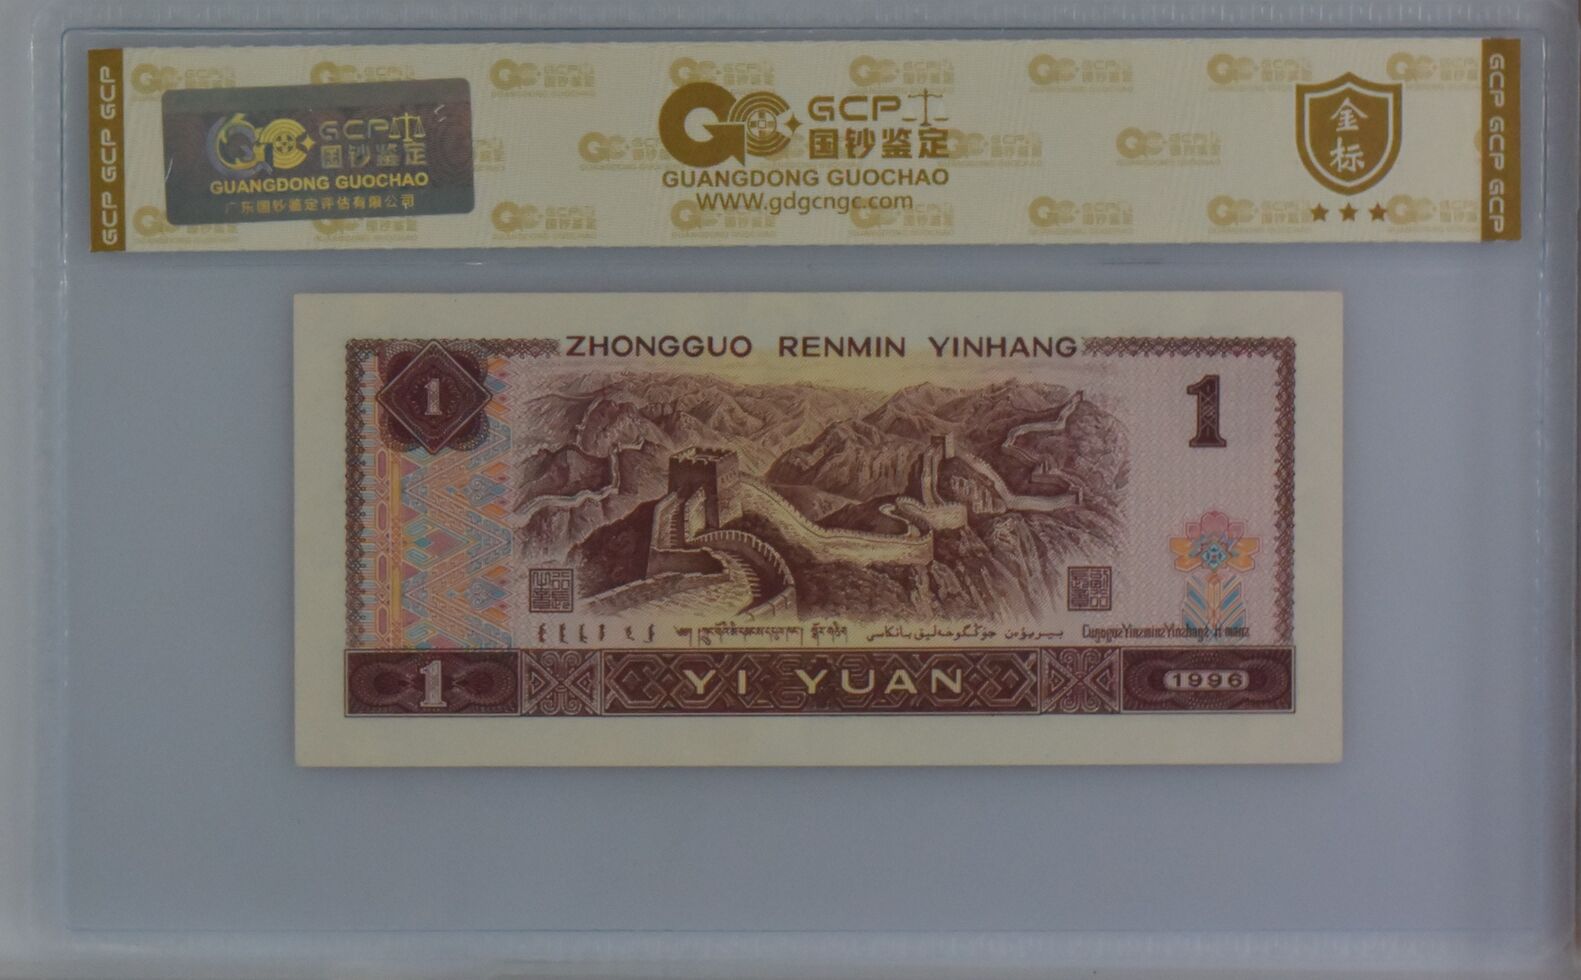 GCP GCP GCP
GCP
国钞鉴定
GUANGDONG GUOCHAO
广东国钞鉴定评估有限公司
GCP
国钞鉴定
GUANGDONG GUOCHAO
WWW.gdgcngc.com
金标
GCP GCP GCP
ZHONGGUO RENMIN YINHANG
1
1
1
YI YUAN
1996